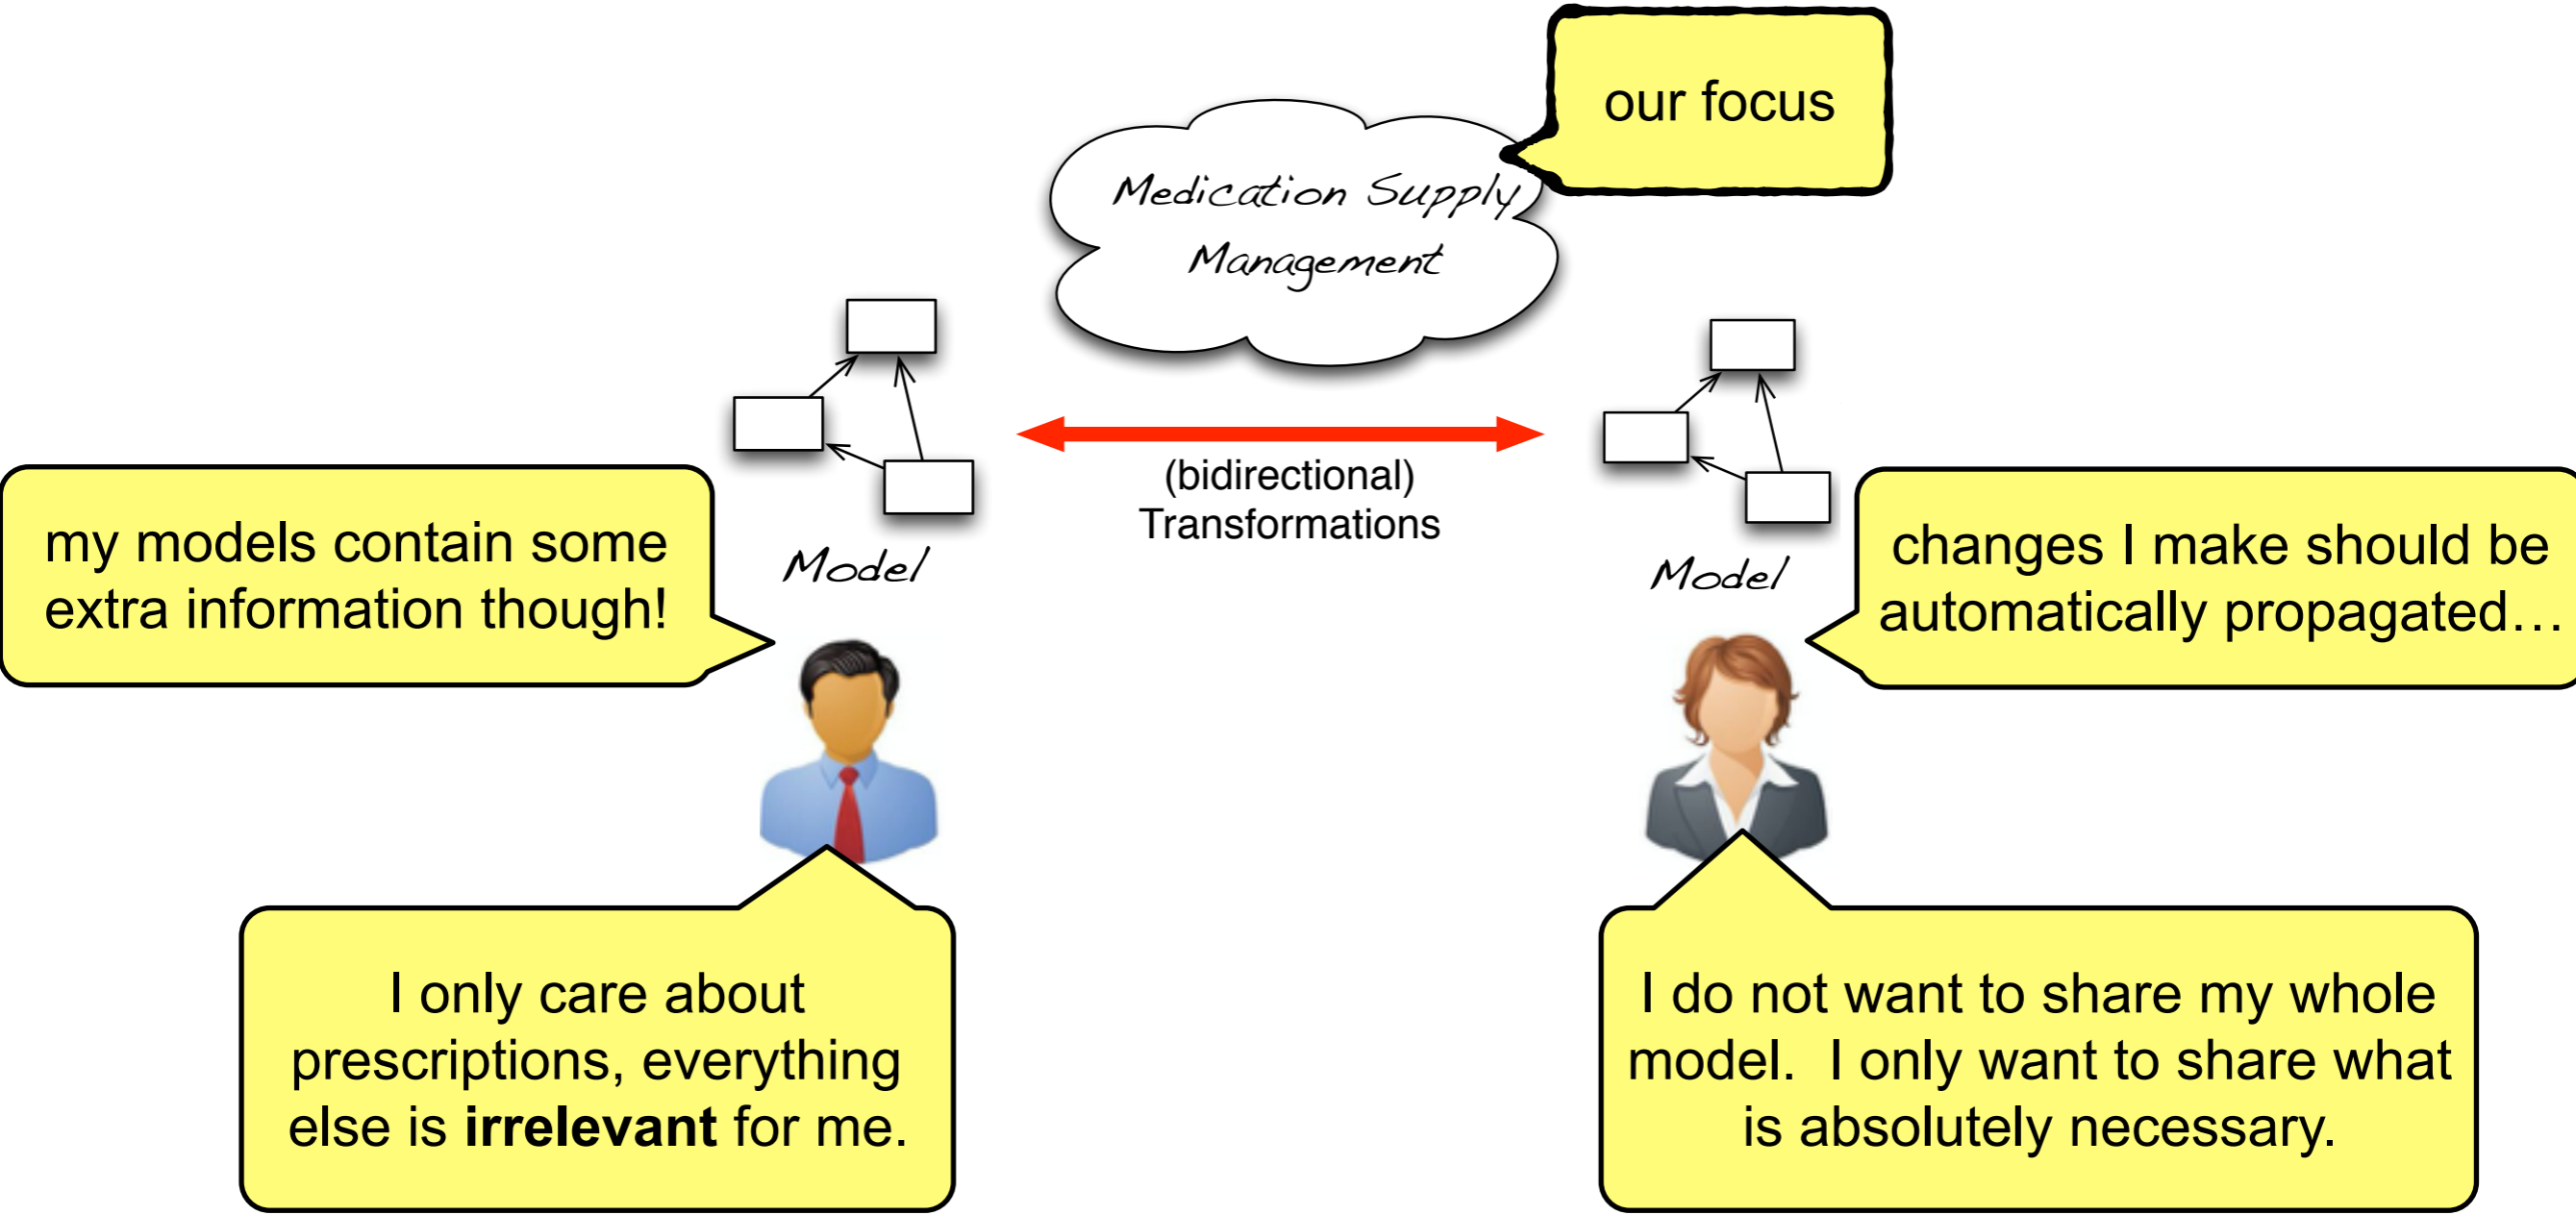 our focus
Medication Supply
Management
(bidirectional)
Transformations
my models contain some
extra information though!
Model
Model
changes I make should be
automatically propagated…
I only care about
prescriptions, everything
else is irrelevant for me.
I do not want to share my whole
model.  I only want to share what
is absolutely necessary.